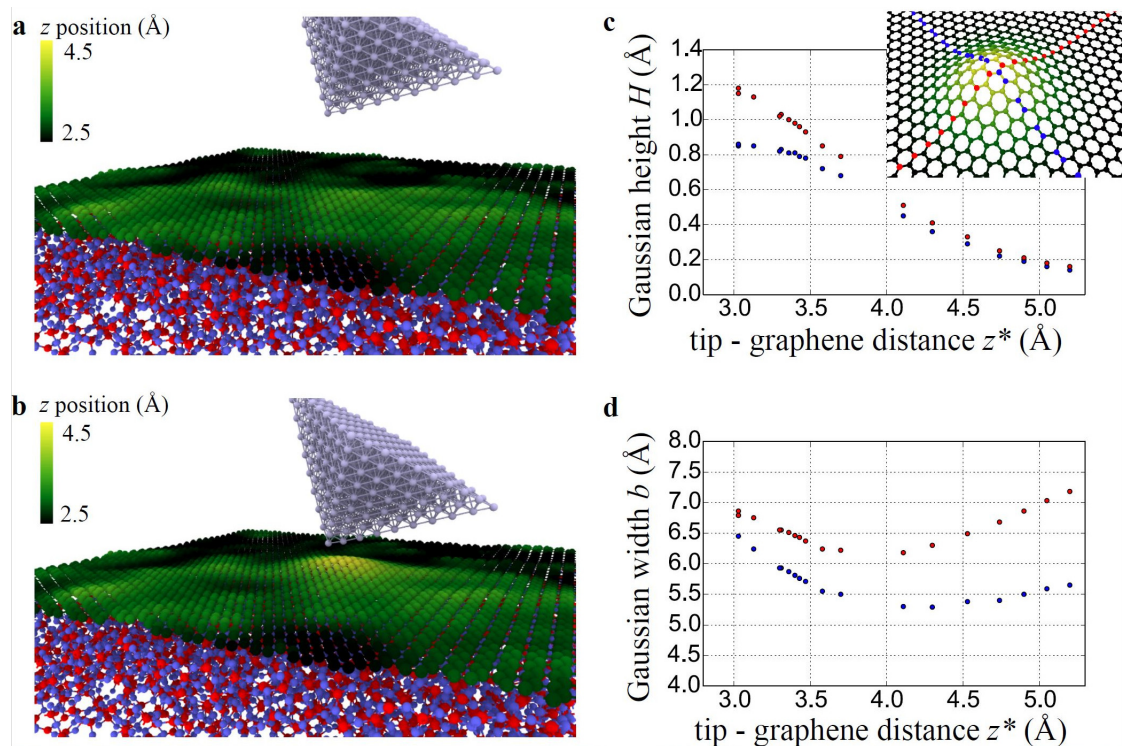 a
z position (Å)
4.5
2.5
b
z position (Å)
4.5
2.5
c
Gaussian height H (Å)
1.4
1.2
1.0
0.8
0.6
0.4
0.2
0.0
3.0 3.5 4.0 4.5 5.0
tip - graphene distance z* (Å)
d
Gaussian width b (Å)
8.0
7.5
7.0
6.5
6.0
5.5
5.0
4.5
4.0
3.0 3.5 4.0 4.5 5.0
tip - graphene distance z* (Å)